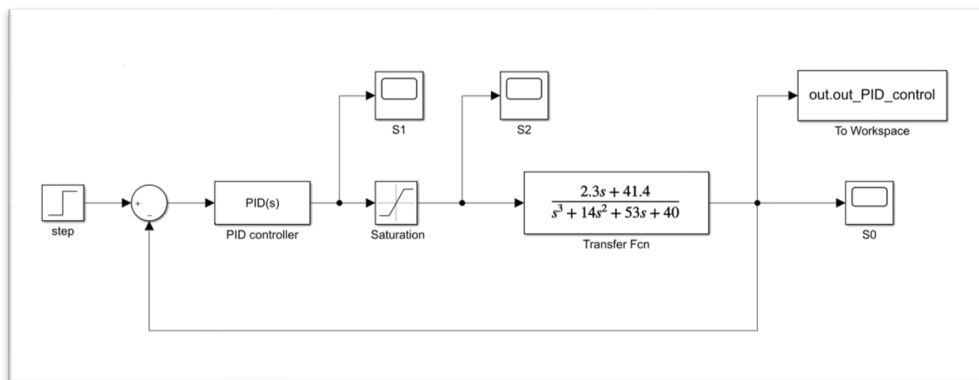 out.out_PID_control
To Workspace
S1
S2
step
+
−
PID(s)
PID controller
Saturation
2.3s + 41.4
s³ + 14s² + 53s + 40
Transfer Fcn
S0